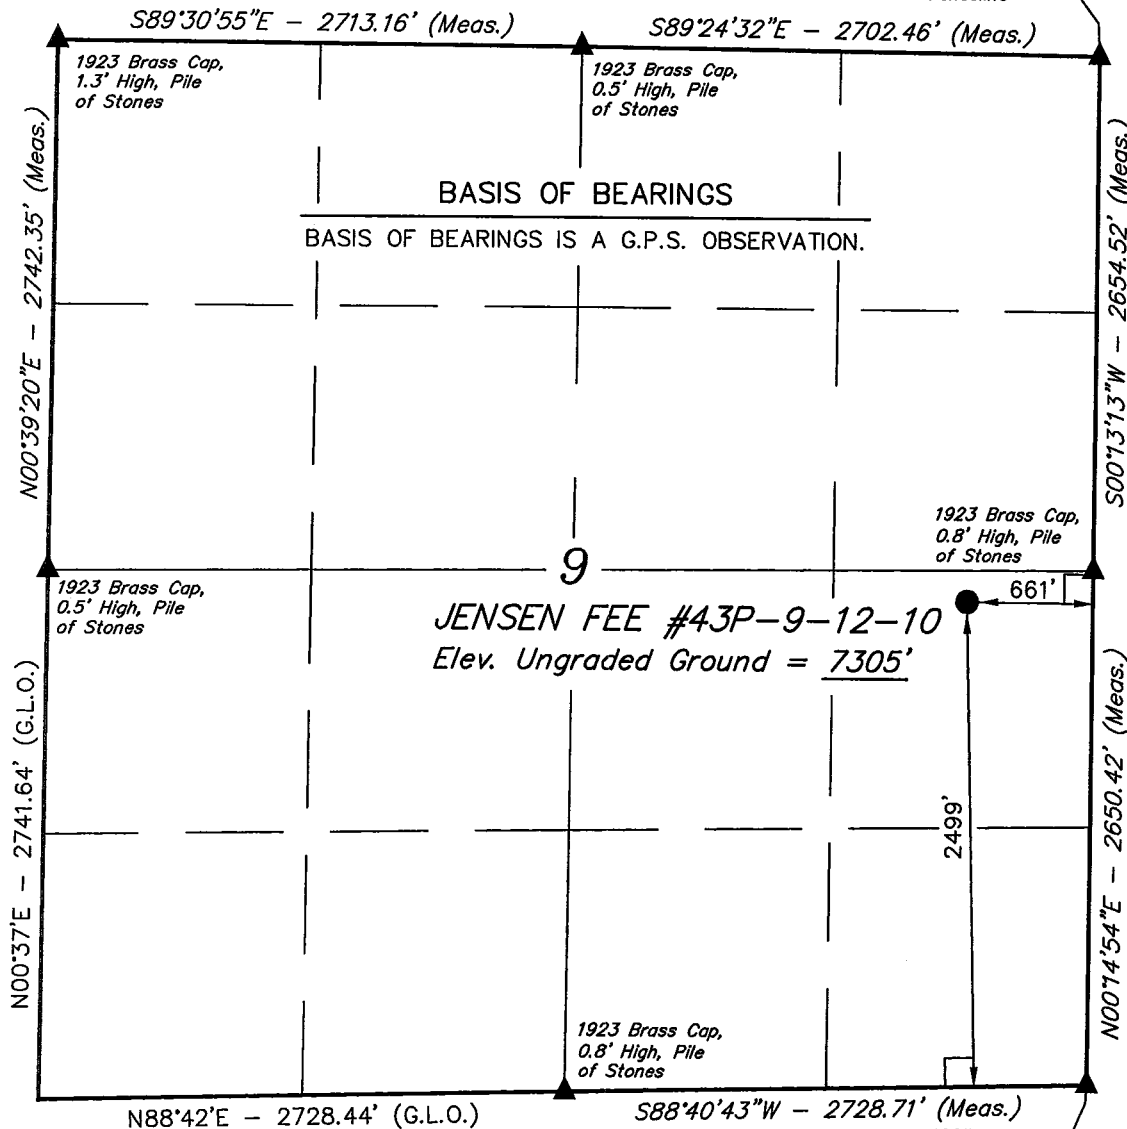 S89°30'55"E - 2713.16' (Meas.)
S89°24'32"E - 2702.46' (Meas.)
1923 Brass Cap,
1.3' High, Pile
of Stones
1923 Brass Cap,
0.5' High, Pile
of Stones
N00°39'20"E - 2742.35' (Meas.)
S00°13'13"W - 2654.52' (Meas.)
BASIS OF BEARINGS
BASIS OF BEARINGS IS A G.P.S. OBSERVATION.
1923 Brass Cap,
0.8' High, Pile
of Stones
9
1923 Brass Cap,
0.5' High, Pile
of Stones
661'
JENSEN FEE #43P-9-12-10
Elev. Ungraded Ground = 7305'
N00°37'E - 2741.64' (G.L.O.)
2499'
N00°14'54"E - 2650.42' (Meas.)
1923 Brass Cap,
0.8' High, Pile
of Stones
N88°42'E - 2728.44' (G.L.O.)
S88°40'43"W - 2728.71' (Meas.)